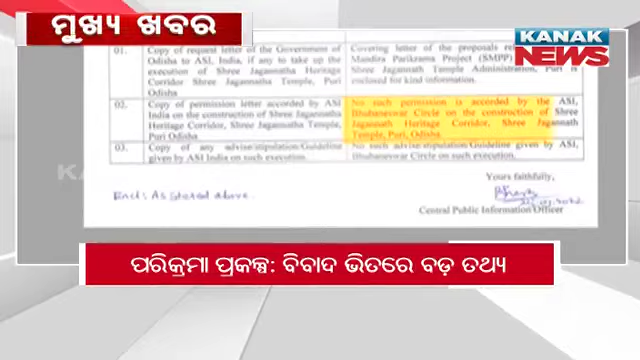 ମୁଖ୍ୟ ଖବର
KANAK
NEWS
01. Copy of request letter of the Government of
Odisha to ASI, India, if any to take up the
execution of Shree Jagannatha Heritage
Corridor Shree Jagannatha Temple, Puri
Odisha
Covering letter of the proposals
Mandira Parikrama Project (SMPP)
Shree Jagannath Temple Administration, Puri is
enclosed for kind information.
02. Copy of permission letter accorded by ASI
India on the construction of Shree Jagannatha
Heritage Corridor, Shree Jagannatha Temple,
Puri Odisha
No such permission is accorded by the ASI,
Bhubaneswar Circle on the construction of Shree
Jagannath Heritage Corridor, Shree Jagannath
Temple, Puri, Odisha.
03. Copy of any advise/stipulation/Guideline
given by ASI India on such execution.
No such advise/stipulation/Guideline given by ASI,
Bhubaneswar Circle on such execution.
Yours faithfully,
Encl: As stated above.
Central Public Information Officer
ପରିକ୍ରମା ପ୍ରକଳ୍ପ: ବିବାଦ ଭିତରେ ବଡ଼ ତଥ୍ୟ